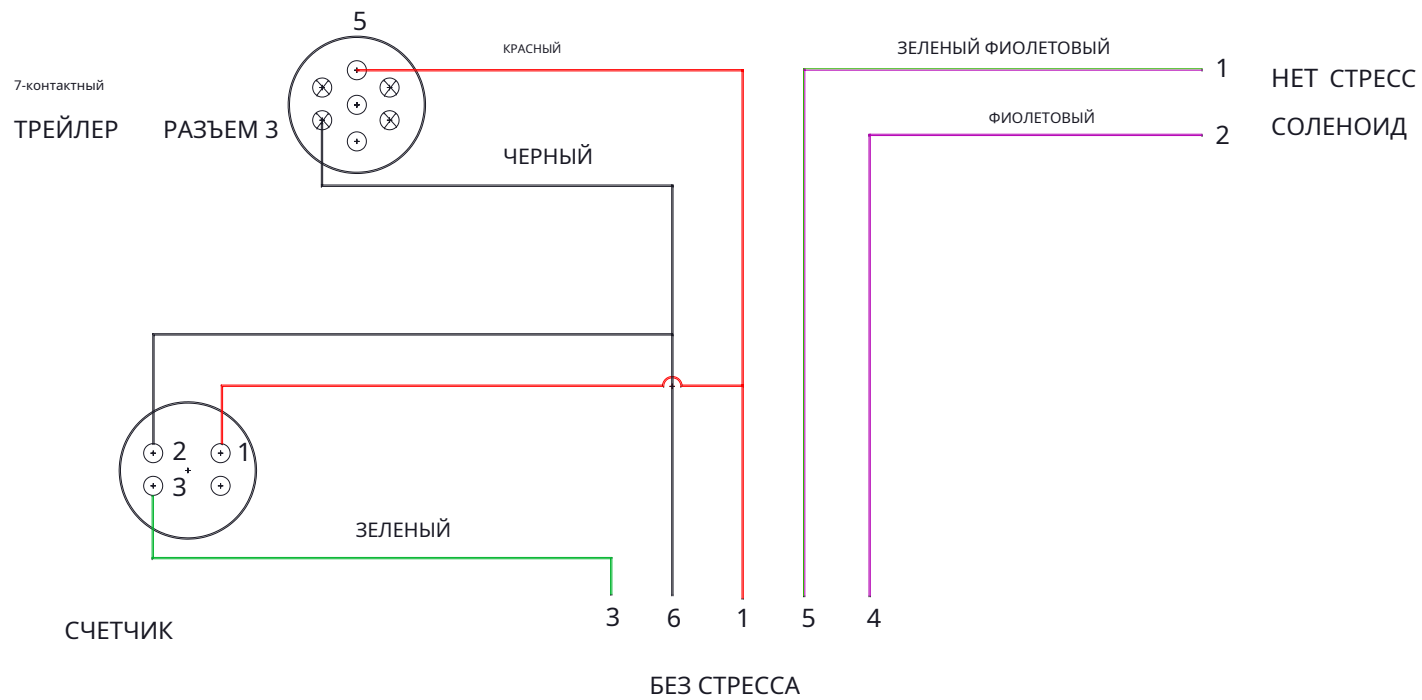 5
КРАСНЫЙ
ЗЕЛЕНЫЙ ФИОЛЕТОВЫЙ
1
НЕТ СТРЕСС
7-контактный
ФИОЛЕТОВЫЙ
2
СОЛЕНОИД
ТРЕЙЛЕР РАЗЪЕМ 3
ЧЕРНЫЙ
2
1
3
ЗЕЛЕНЫЙ
3 6 1 5 4
СЧЕТЧИК
БЕЗ СТРЕССА